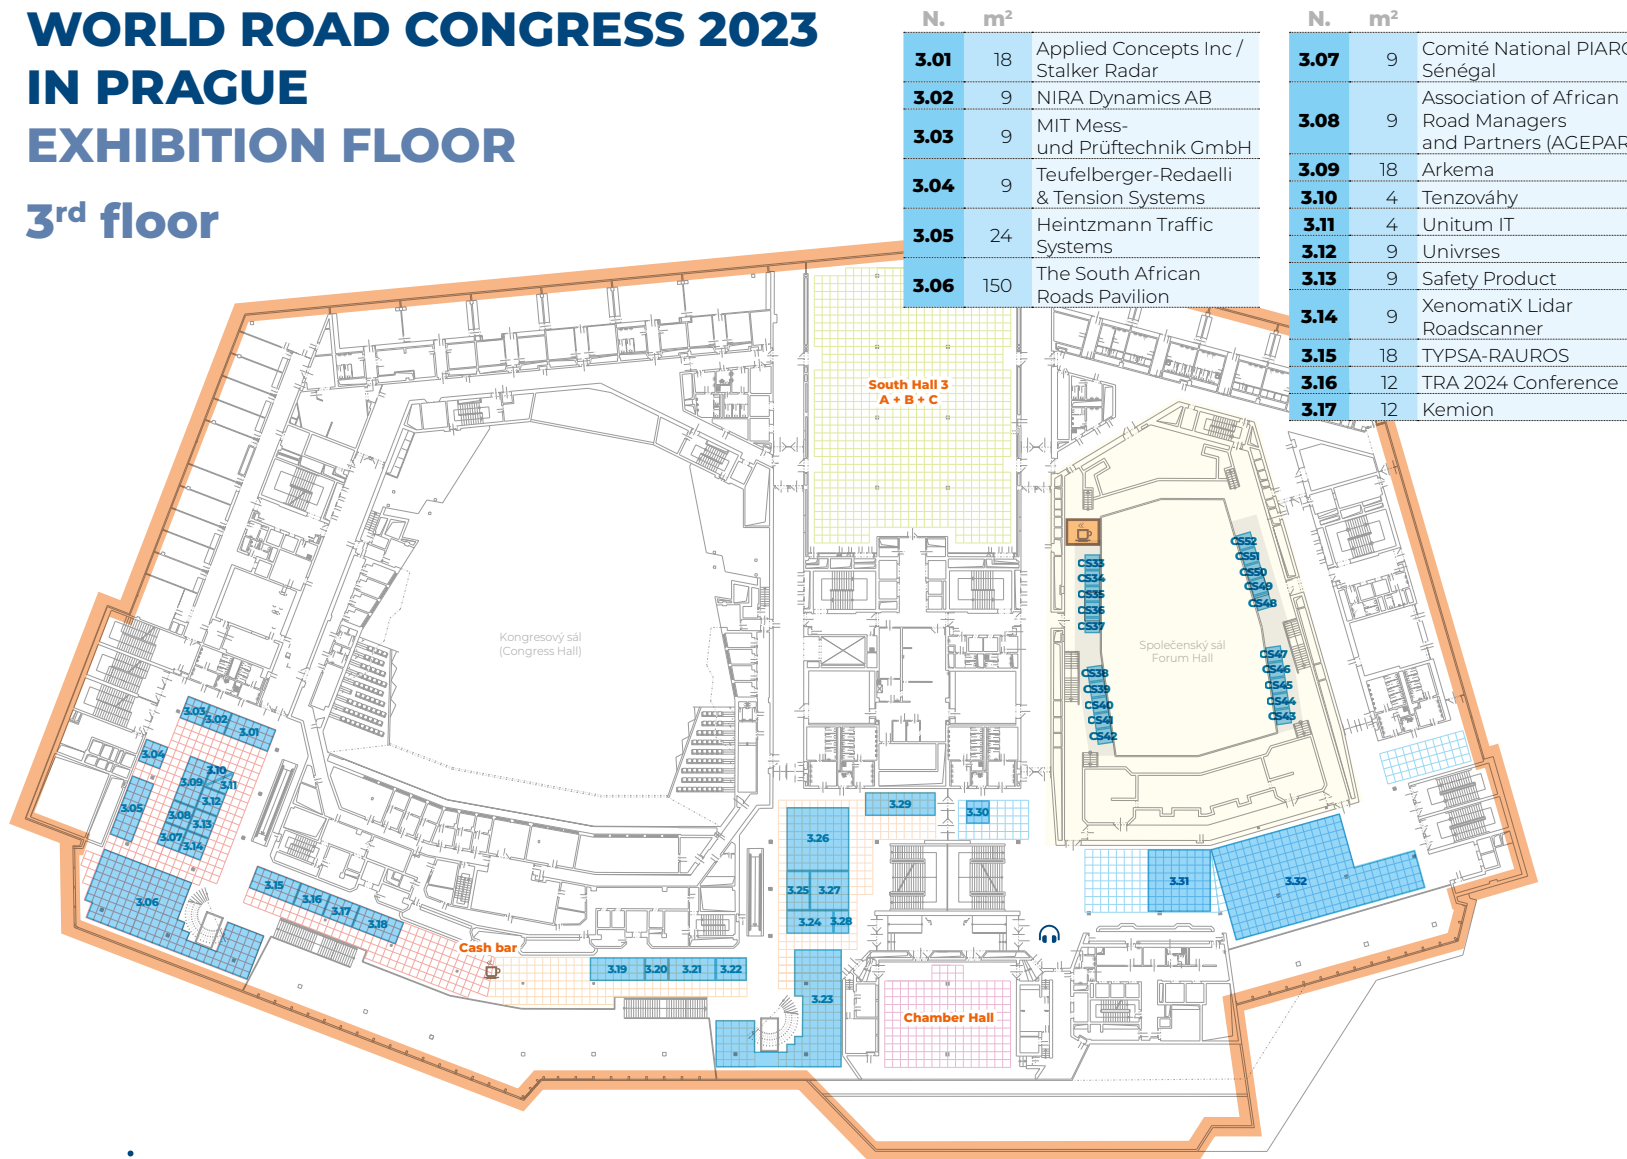 WORLD ROAD CONGRESS 2023
IN PRAGUE
EXHIBITION FLOOR
3rd floor
N. m²
3.01 18 Applied Concepts Inc /
Stalker Radar
3.02 9 NIRA Dynamics AB
3.03 9 MIT Mess-
und Prüftechnik GmbH
3.04 9 Teufelberger-Redaelli
& Tension Systems
3.05 24 Heintzmann Traffic
Systems
3.06 150 The South African
Roads Pavilion
N. m²
3.07 9 Comité National PIARC
Sénégal
3.08 9 Association of African
Road Managers
and Partners (AGEPAR
3.09 18 Arkema
3.10 4 Tenzováhy
3.11 4 Unitum IT
3.12 9 Univrses
3.13 9 Safety Product
3.14 9 XenomatiX Lidar
Roadscanner
3.15 18 TYPSA-RAUROS
3.16 12 TRA 2024 Conference
3.17 12 Kemion
South Hall 3
A + B + C
Kongresový sál
(Congress Hall)
Společenský sál
Forum Hall
CS33
CS34
CS35
CS36
CS37
CS38
CS39
CS40
CS41
CS42
CS52
CS51
CS50
CS49
CS48
CS47
CS46
CS45
CS44
CS43
3.03
3.02
3.01
3.04
3.10
3.09
3.11
3.12
3.05
3.08
3.13
3.07
3.14
3.06
3.15
3.16
3.17
3.18
Cash bar
3.19
3.20
3.21
3.22
3.29
3.30
3.26
3.25
3.27
3.24
3.28
3.23
3.31
3.32
Chamber Hall